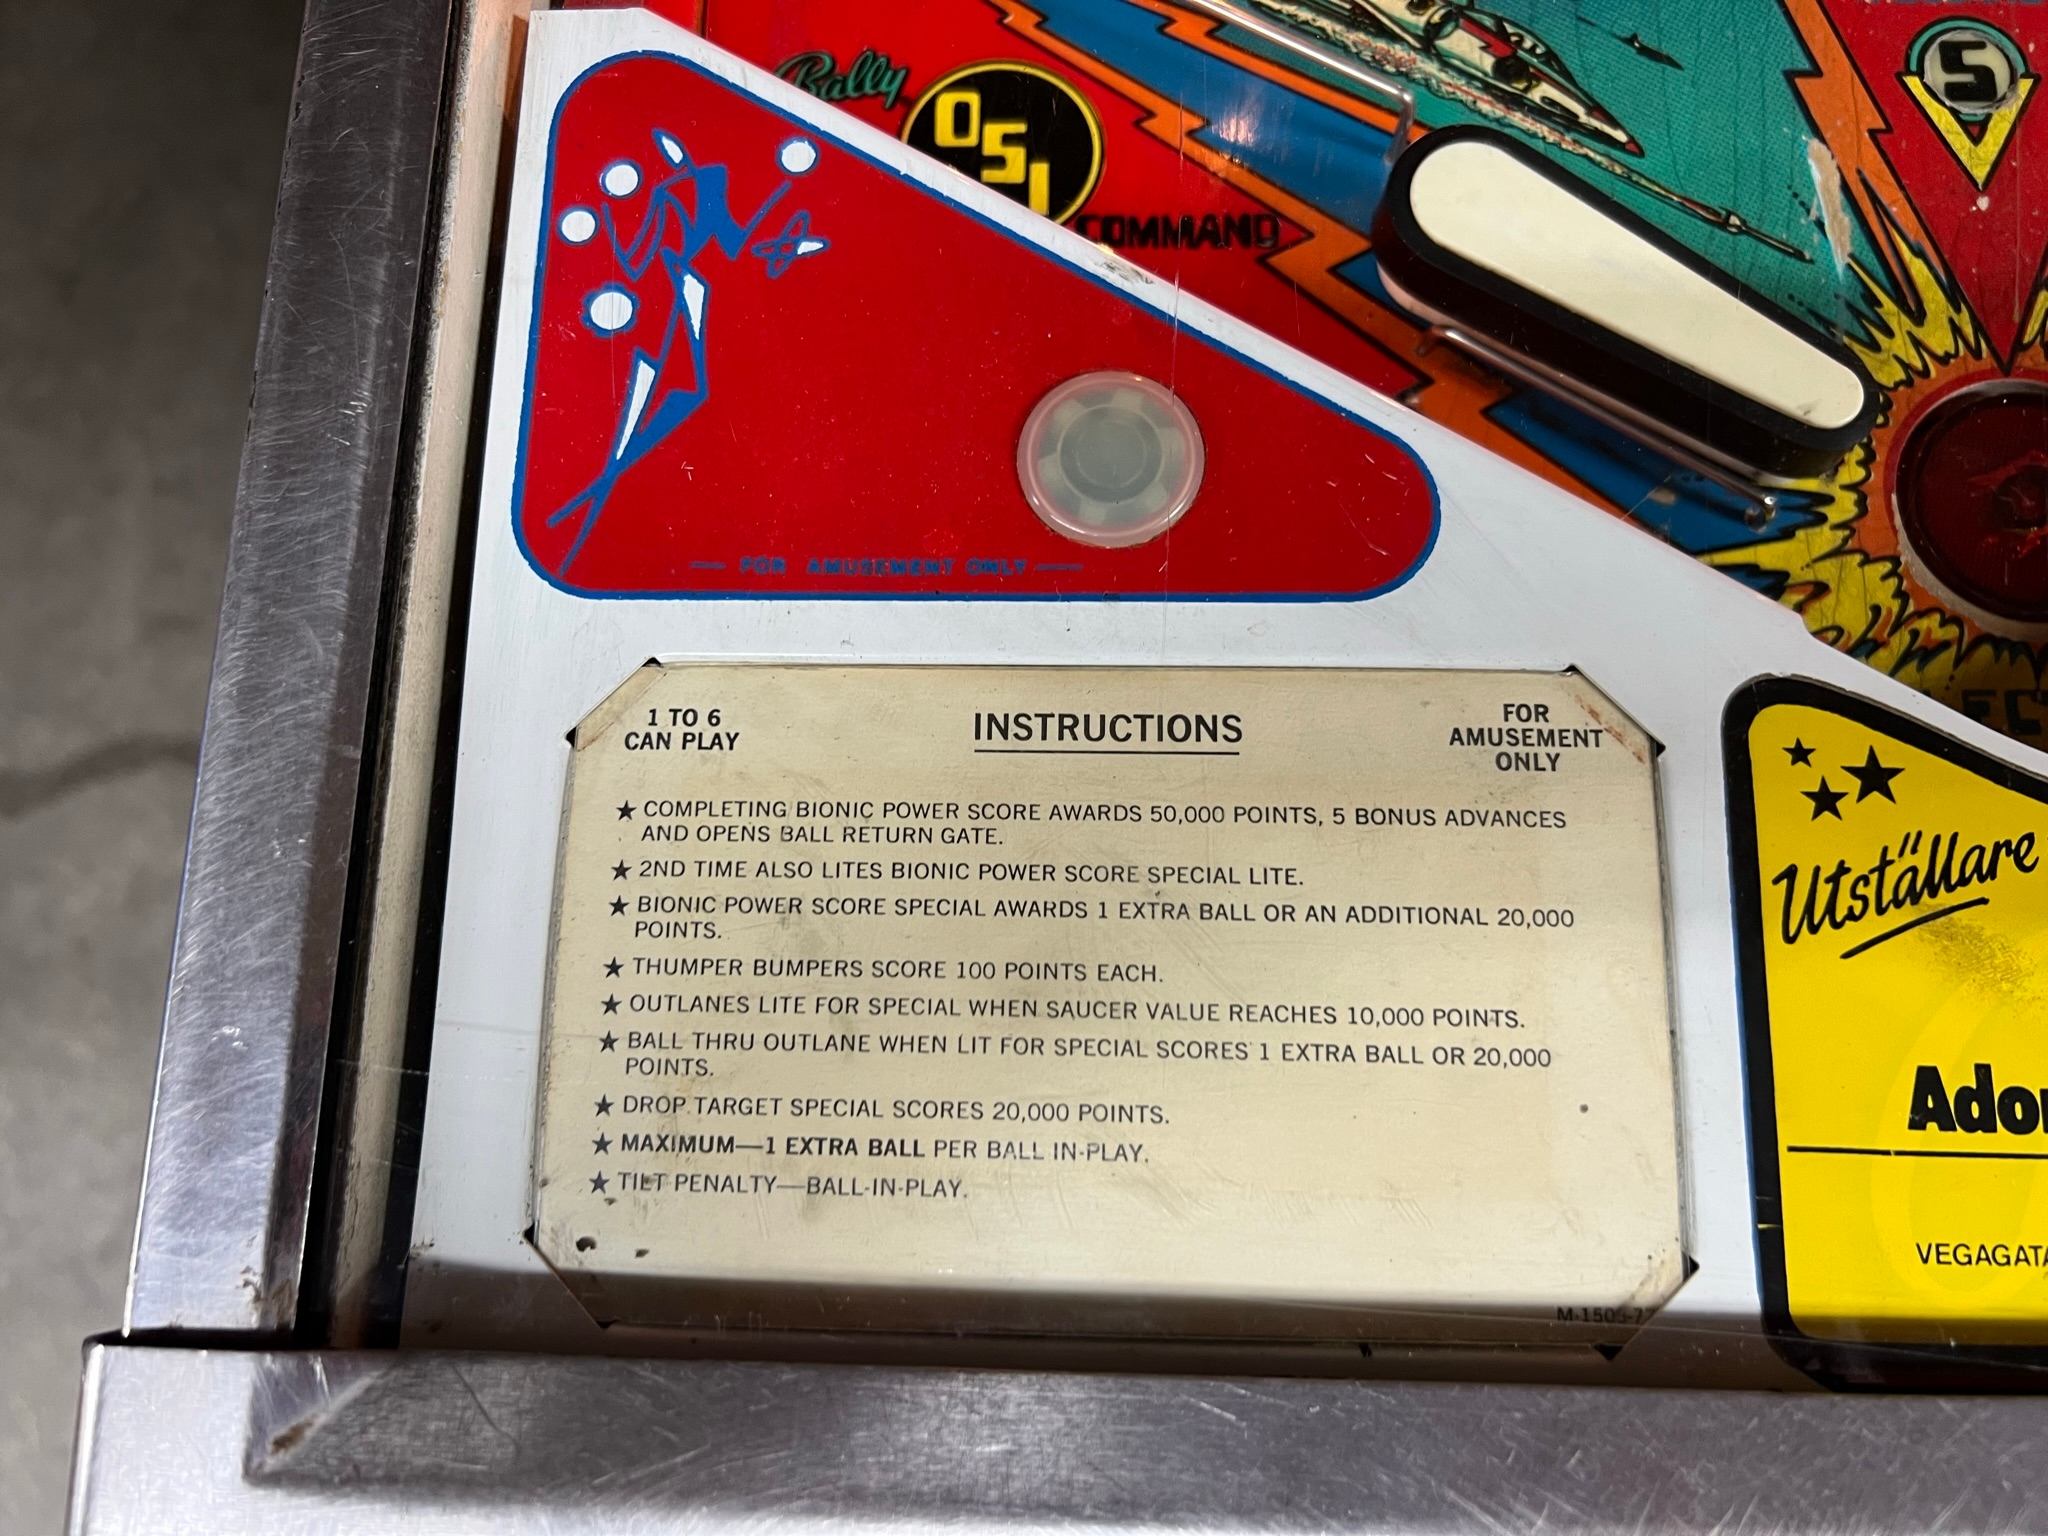 Bally
OSI
COMMAND
5
FOR AMUSEMENT ONLY
1 TO 6
CAN PLAY
INSTRUCTIONS
FOR
AMUSEMENT
ONLY
★ COMPLETING BIONIC POWER SCORE AWARDS 50,000 POINTS, 5 BONUS ADVANCES
AND OPENS BALL RETURN GATE.
★ 2ND TIME ALSO LITES BIONIC POWER SCORE SPECIAL LITE.
★ BIONIC POWER SCORE SPECIAL AWARDS 1 EXTRA BALL OR AN ADDITIONAL 20,000
POINTS.
★ THUMPER BUMPERS SCORE 100 POINTS EACH.
★ OUTLANES LITE FOR SPECIAL WHEN SAUCER VALUE REACHES 10,000 POINTS.
★ BALL THRU OUTLANE WHEN LIT FOR SPECIAL SCORES 1 EXTRA BALL OR 20,000
POINTS.
★ DROP TARGET SPECIAL SCORES 20,000 POINTS.
★ MAXIMUM—1 EXTRA BALL PER BALL IN-PLAY.
★ TILT PENALTY—BALL-IN-PLAY.
Utställare